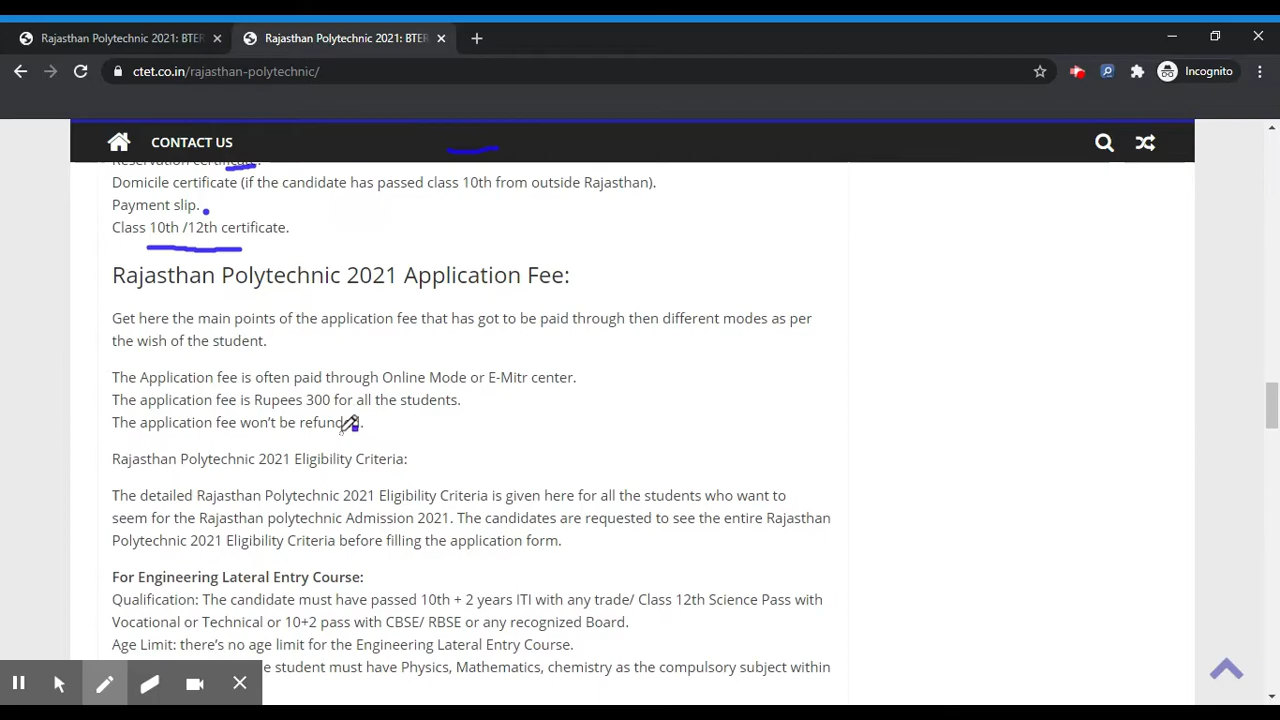 Rajasthan Polytechnic 2021: BTER
Rajasthan Polytechnic 2021: BTER
ctet.co.in/rajasthan-polytechnic/
Incognito
CONTACT US
Reservation certificate.
Domicile certificate (if the candidate has passed class 10th from outside Rajasthan).
Payment slip.
Class 10th /12th certificate.
Rajasthan Polytechnic 2021 Application Fee:
Get here the main points of the application fee that has got to be paid through then different modes as per
the wish of the student.
The Application fee is often paid through Online Mode or E-Mitr center.
The application fee is Rupees 300 for all the students.
The application fee won't be refunded.
Rajasthan Polytechnic 2021 Eligibility Criteria:
The detailed Rajasthan Polytechnic 2021 Eligibility Criteria is given here for all the students who want to
seem for the Rajasthan polytechnic Admission 2021. The candidates are requested to see the entire Rajasthan
Polytechnic 2021 Eligibility Criteria before filling the application form.
For Engineering Lateral Entry Course:
Qualification: The candidate must have passed 10th + 2 years ITI with any trade/ Class 12th Science Pass with
Vocational or Technical or 10+2 pass with CBSE/ RBSE or any recognized Board.
Age Limit: there's no age limit for the Engineering Lateral Entry Course.
e student must have Physics, Mathematics, chemistry as the compulsory subject within